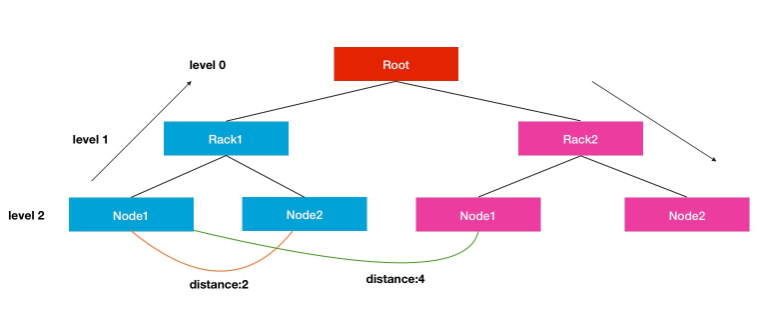 level 0
Root
level 1
Rack1
Rack2
level 2
Node1
Node2
Node1
Node2
distance:2
distance:4